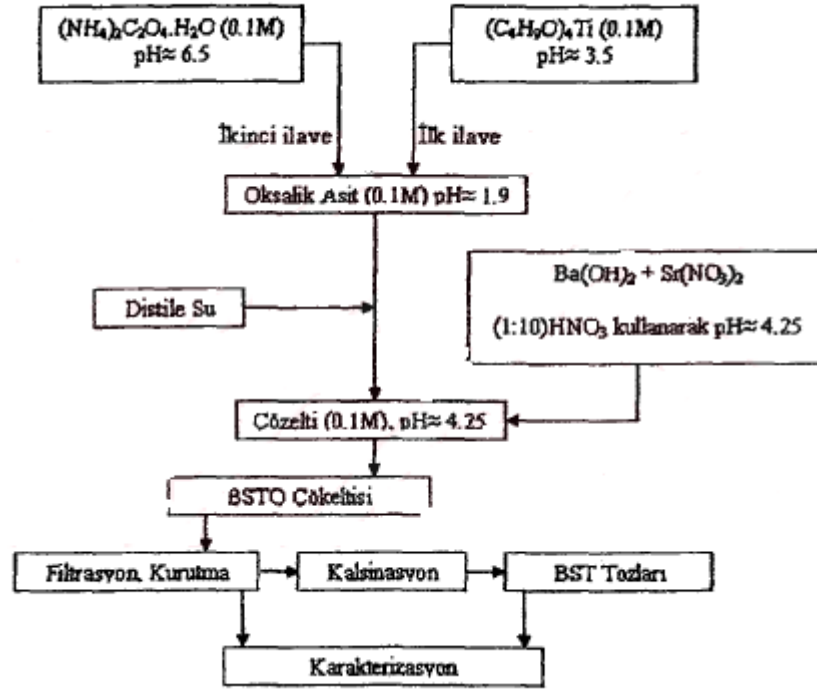 (NH₄)₂C₂O₄.H₂O (0.1M)
pH≈ 6.5
(C₄H₉O)₄Ti (0.1M)
pH≈ 3.5
İkinci ilave
İlk ilave
Oksalik Asit (0.1M) pH≈ 1.9
Ba(OH)₂ + Sr(NO₃)₂
(1:10)HNO₃ kullanarak pH≈ 4.25
Distile Su
Çözelti (0.1M), pH≈ 4.25
BSTO Çökeltisi
Filtrasyon, Kurutma
Kalsinasyon
BST Tozları
Karakterizasyon